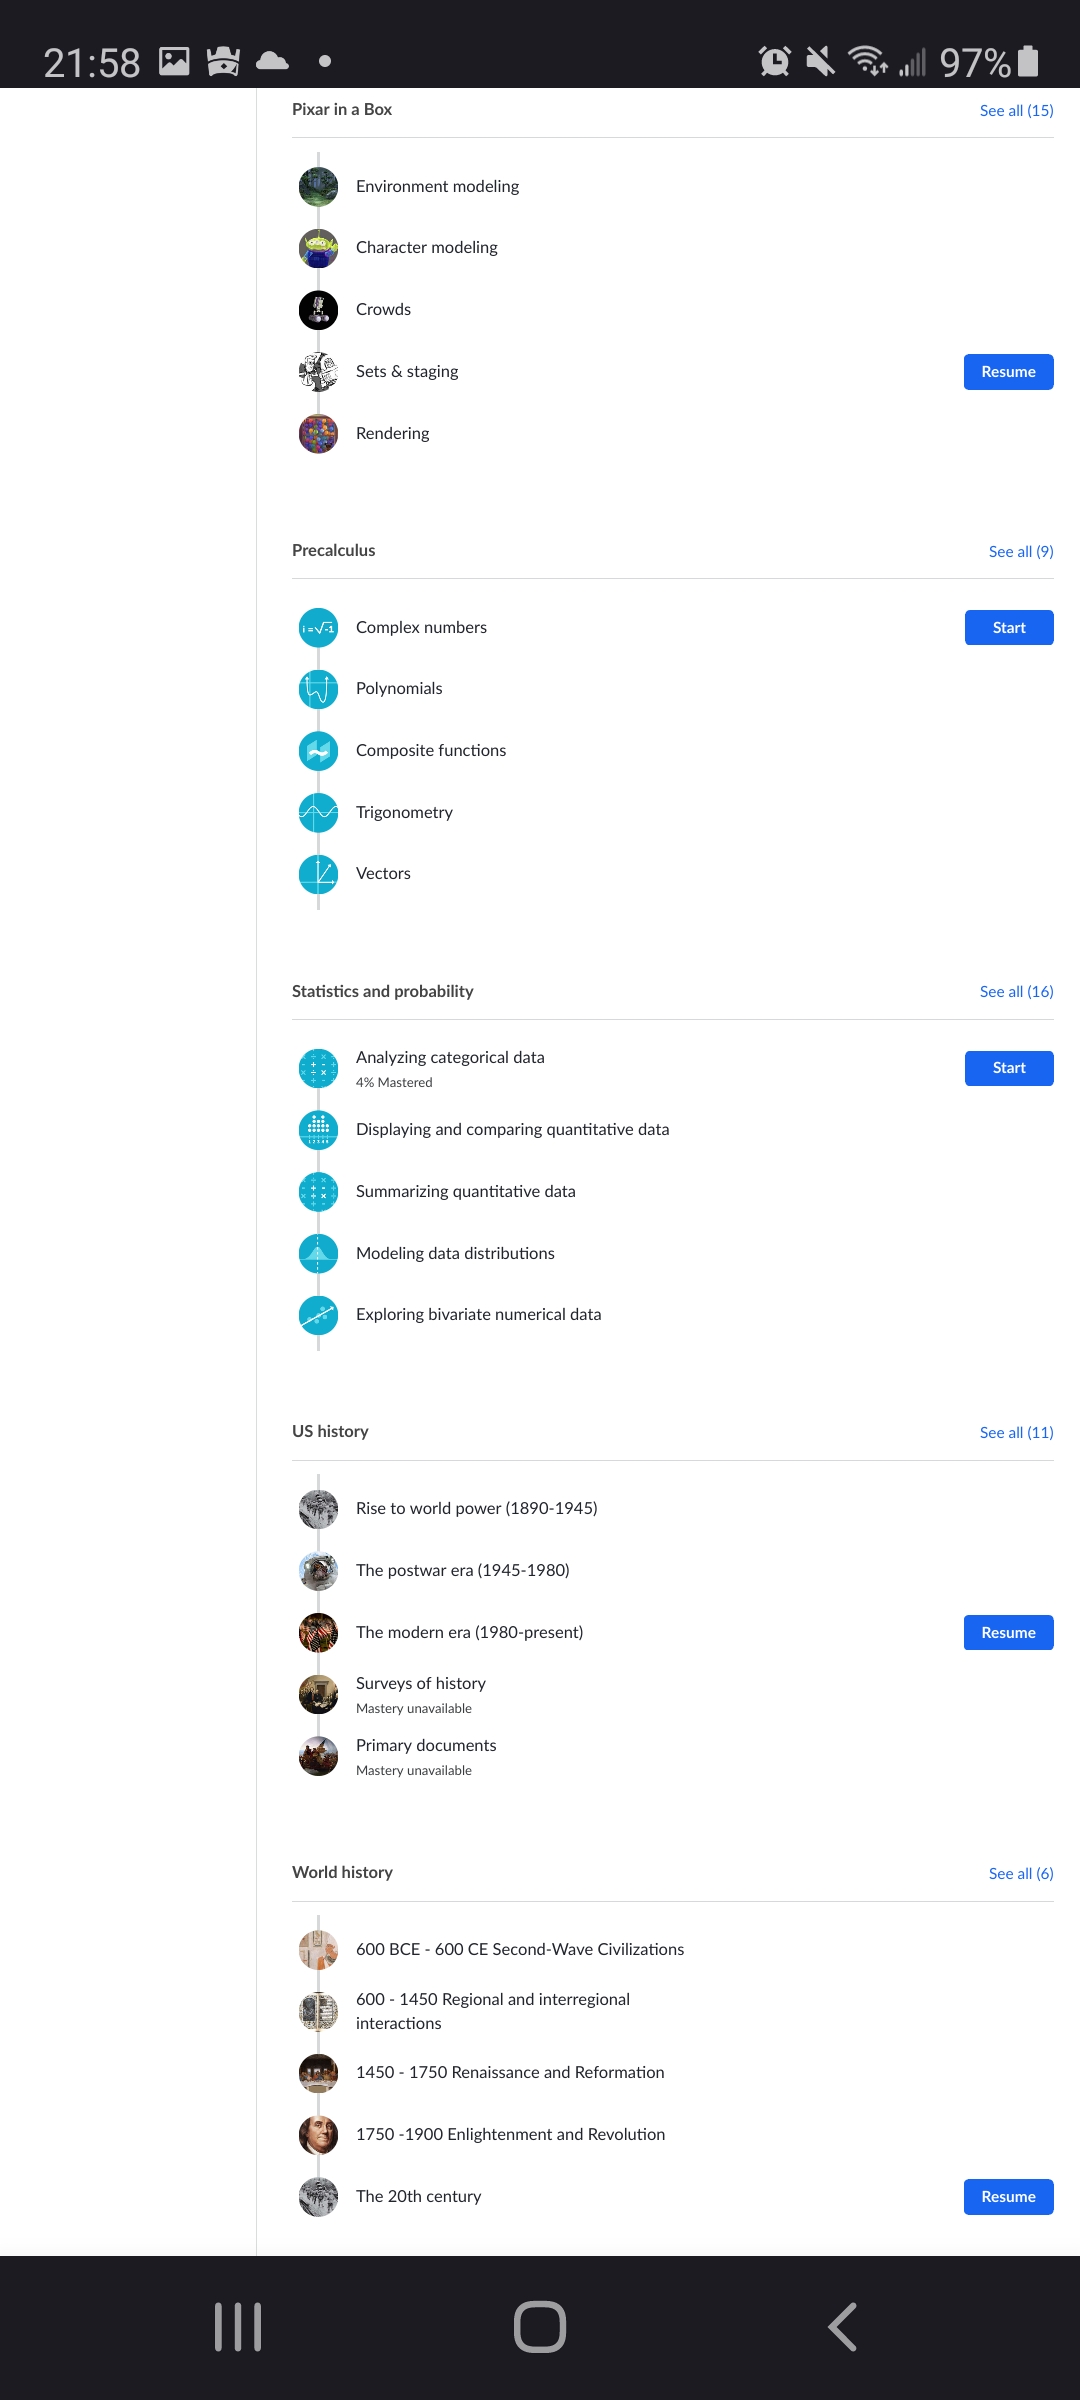 21:58
97%
Pixar in a Box
See all (15)
Environment modeling
Character modeling
Crowds
Sets & staging
Resume
Rendering
Precalculus
See all (9)
i=√-1
Complex numbers
Start
Polynomials
Composite functions
Trigonometry
Vectors
Statistics and probability
See all (16)
Analyzing categorical data
Start
4% Mastered
Displaying and comparing quantitative data
Summarizing quantitative data
Modeling data distributions
Exploring bivariate numerical data
US history
See all (11)
Rise to world power (1890-1945)
The postwar era (1945-1980)
The modern era (1980-present)
Resume
Surveys of history
Mastery unavailable
Primary documents
Mastery unavailable
World history
See all (6)
600 BCE - 600 CE Second-Wave Civilizations
600 - 1450 Regional and interregional
interactions
1450 - 1750 Renaissance and Reformation
1750 -1900 Enlightenment and Revolution
The 20th century
Resume